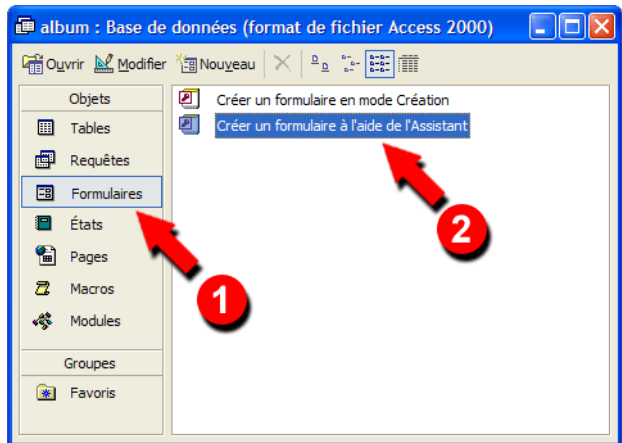 album : Base de données (format de fichier Access 2000)
Ouvrir Modifier Nouveau
Objets
Tables
Requêtes
Formulaires
États
Pages
Macros
Modules
Groupes
Favoris
Créer un formulaire en mode Création
Créer un formulaire à l'aide de l'Assistant
1
2